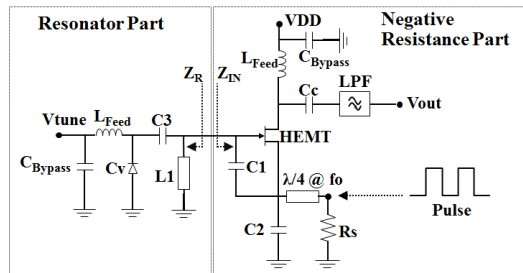 Resonator Part
Negative
Resistance Part
VDD
LFeed
CBypass
ZR
ZIN
Cc
LPF
Vout
Vtune
LFeed
C3
HEMT
CBypass
Cv
L1
C1
λ/4 @ fo
Pulse
C2
Rs